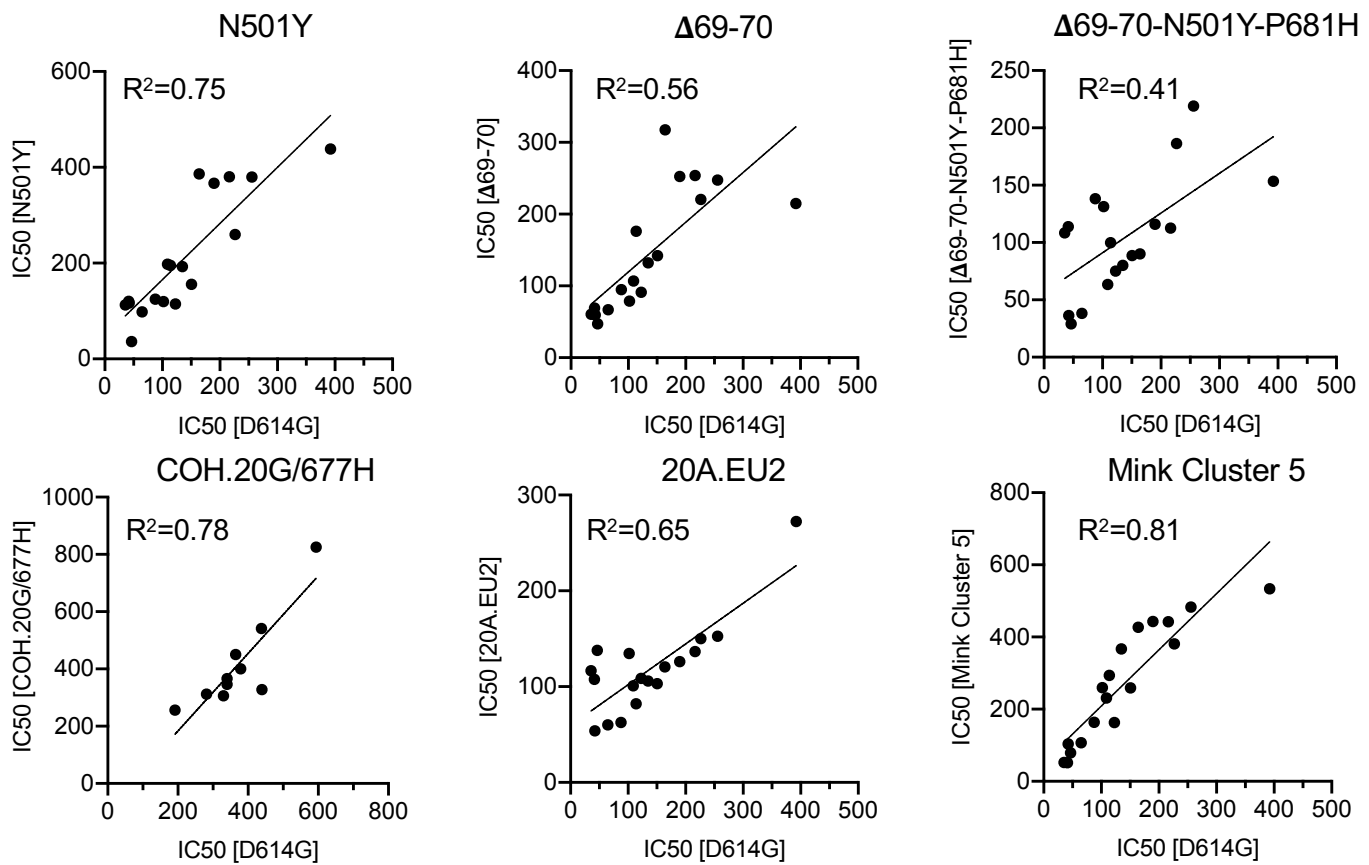 N501Y
R²=0.75
IC50 [N501Y]
600
400
200
0
0 100 200 300 400 500
IC50 [D614G]
Δ69-70
R²=0.56
IC50 [Δ69-70]
400
300
200
100
0
0 100 200 300 400 500
IC50 [D614G]
Δ69-70-N501Y-P681H
R²=0.41
IC50 [Δ69-70-N501Y-P681H]
250
200
150
100
50
0
0 100 200 300 400 500
IC50 [D614G]
COH.20G/677H
R²=0.78
IC50 [COH.20G/677H]
1000
800
600
400
200
0
0 200 400 600 800
IC50 [D614G]
20A.EU2
R²=0.65
IC50 [20A.EU2]
300
200
100
0
0 100 200 300 400 500
IC50 [D614G]
Mink Cluster 5
R²=0.81
IC50 [Mink Cluster 5]
800
600
400
200
0
0 100 200 300 400 500
IC50 [D614G]